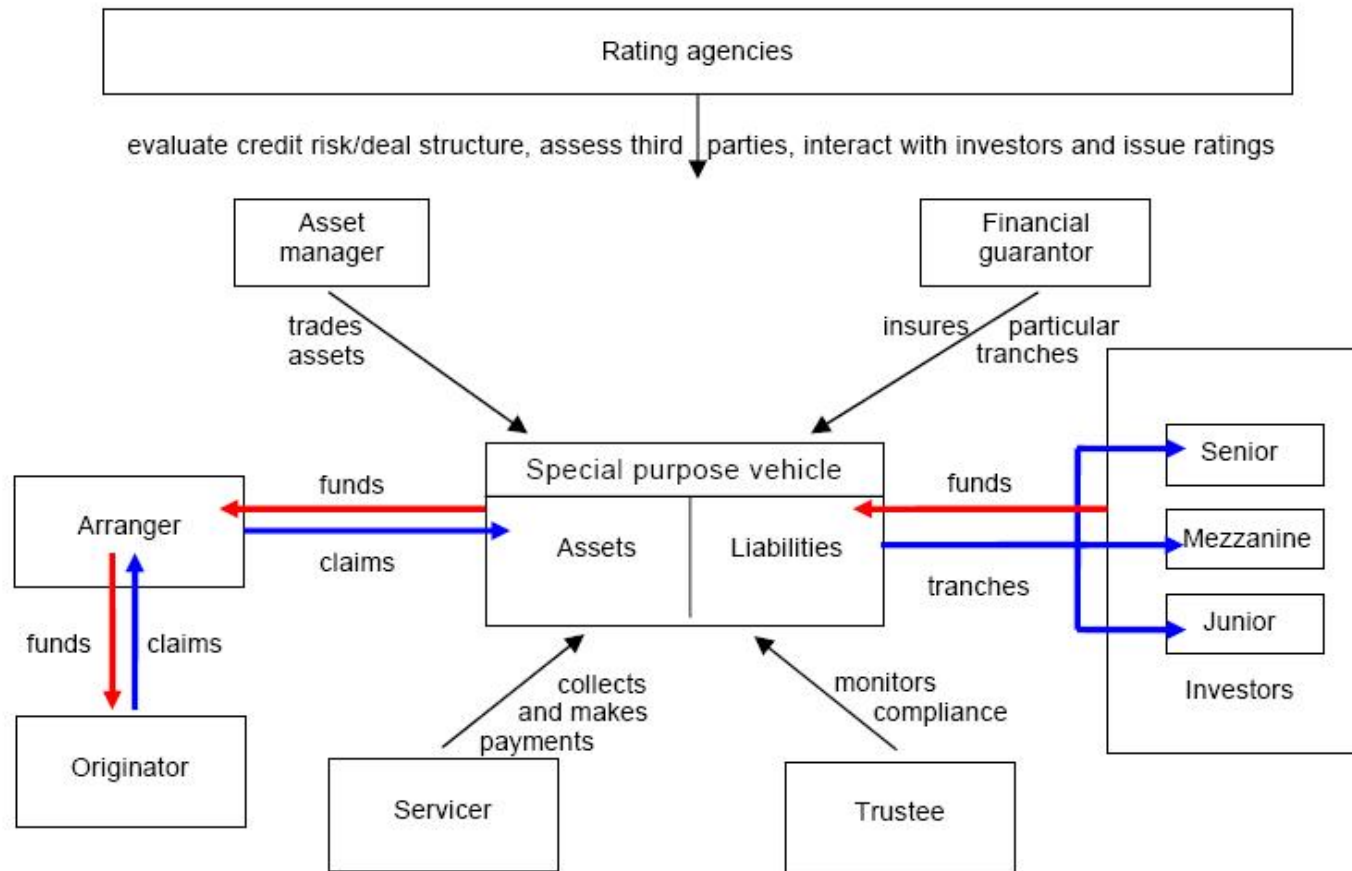 Rating agencies
evaluate credit risk/deal structure, assess third parties, interact with investors and issue ratings
Asset
manager
Financial
guarantor
trades
assets
insures particular
tranches
Special purpose vehicle
Assets
Liabilities
Arranger
funds
claims
funds
tranches
Senior
Mezzanine
Junior
Investors
funds claims
Originator
collects
and makes
payments
monitors
compliance
Servicer
Trustee